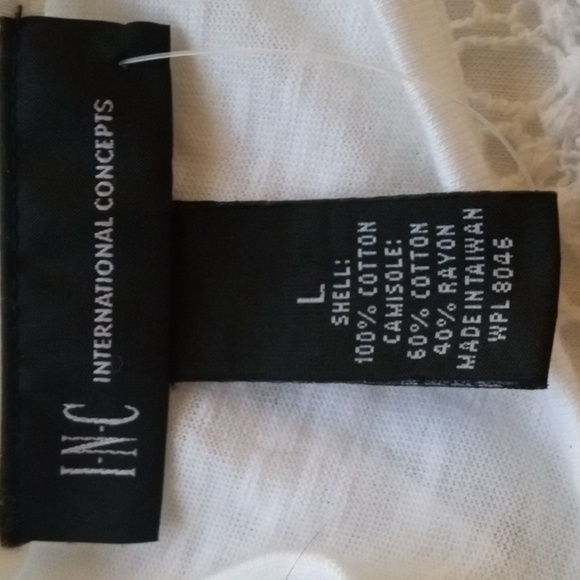 I·N·C INTERNATIONAL CONCEPTS
L
SHELL:
100% COTTON
CAMISOLE:
60% COTTON
40% RAYON
MADE IN TAIWAN
WPL 8046